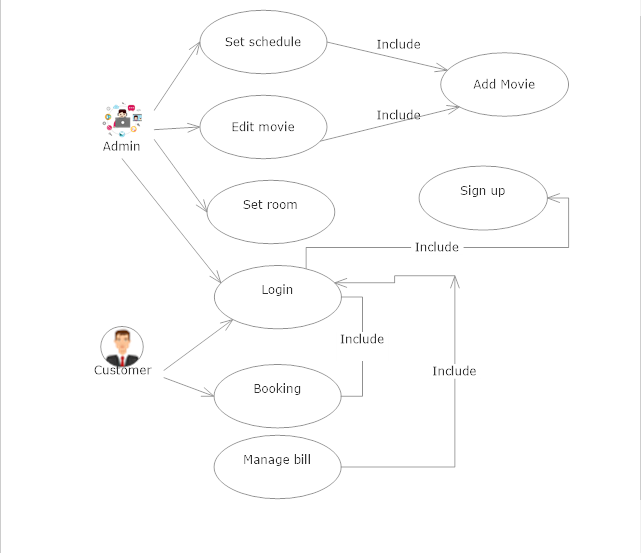 Set schedule
Include
Add Movie
Edit movie
Include
Admin
Set room
Sign up
Include
Login
Include
Customer
Include
Booking
Manage bill